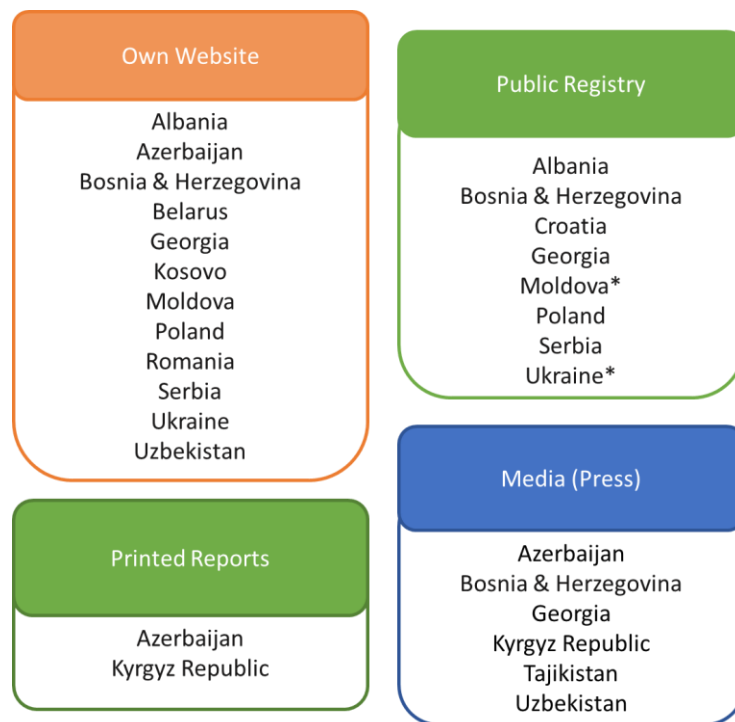 Own Website
Albania
Azerbaijan
Bosnia & Herzegovina
Belarus
Georgia
Kosovo
Moldova
Poland
Romania
Serbia
Ukraine
Uzbekistan
Public Registry
Albania
Bosnia & Herzegovina
Croatia
Georgia
Moldova*
Poland
Serbia
Ukraine*
Printed Reports
Azerbaijan
Kyrgyz Republic
Media (Press)
Azerbaijan
Bosnia & Herzegovina
Georgia
Kyrgyz Republic
Tajikistan
Uzbekistan